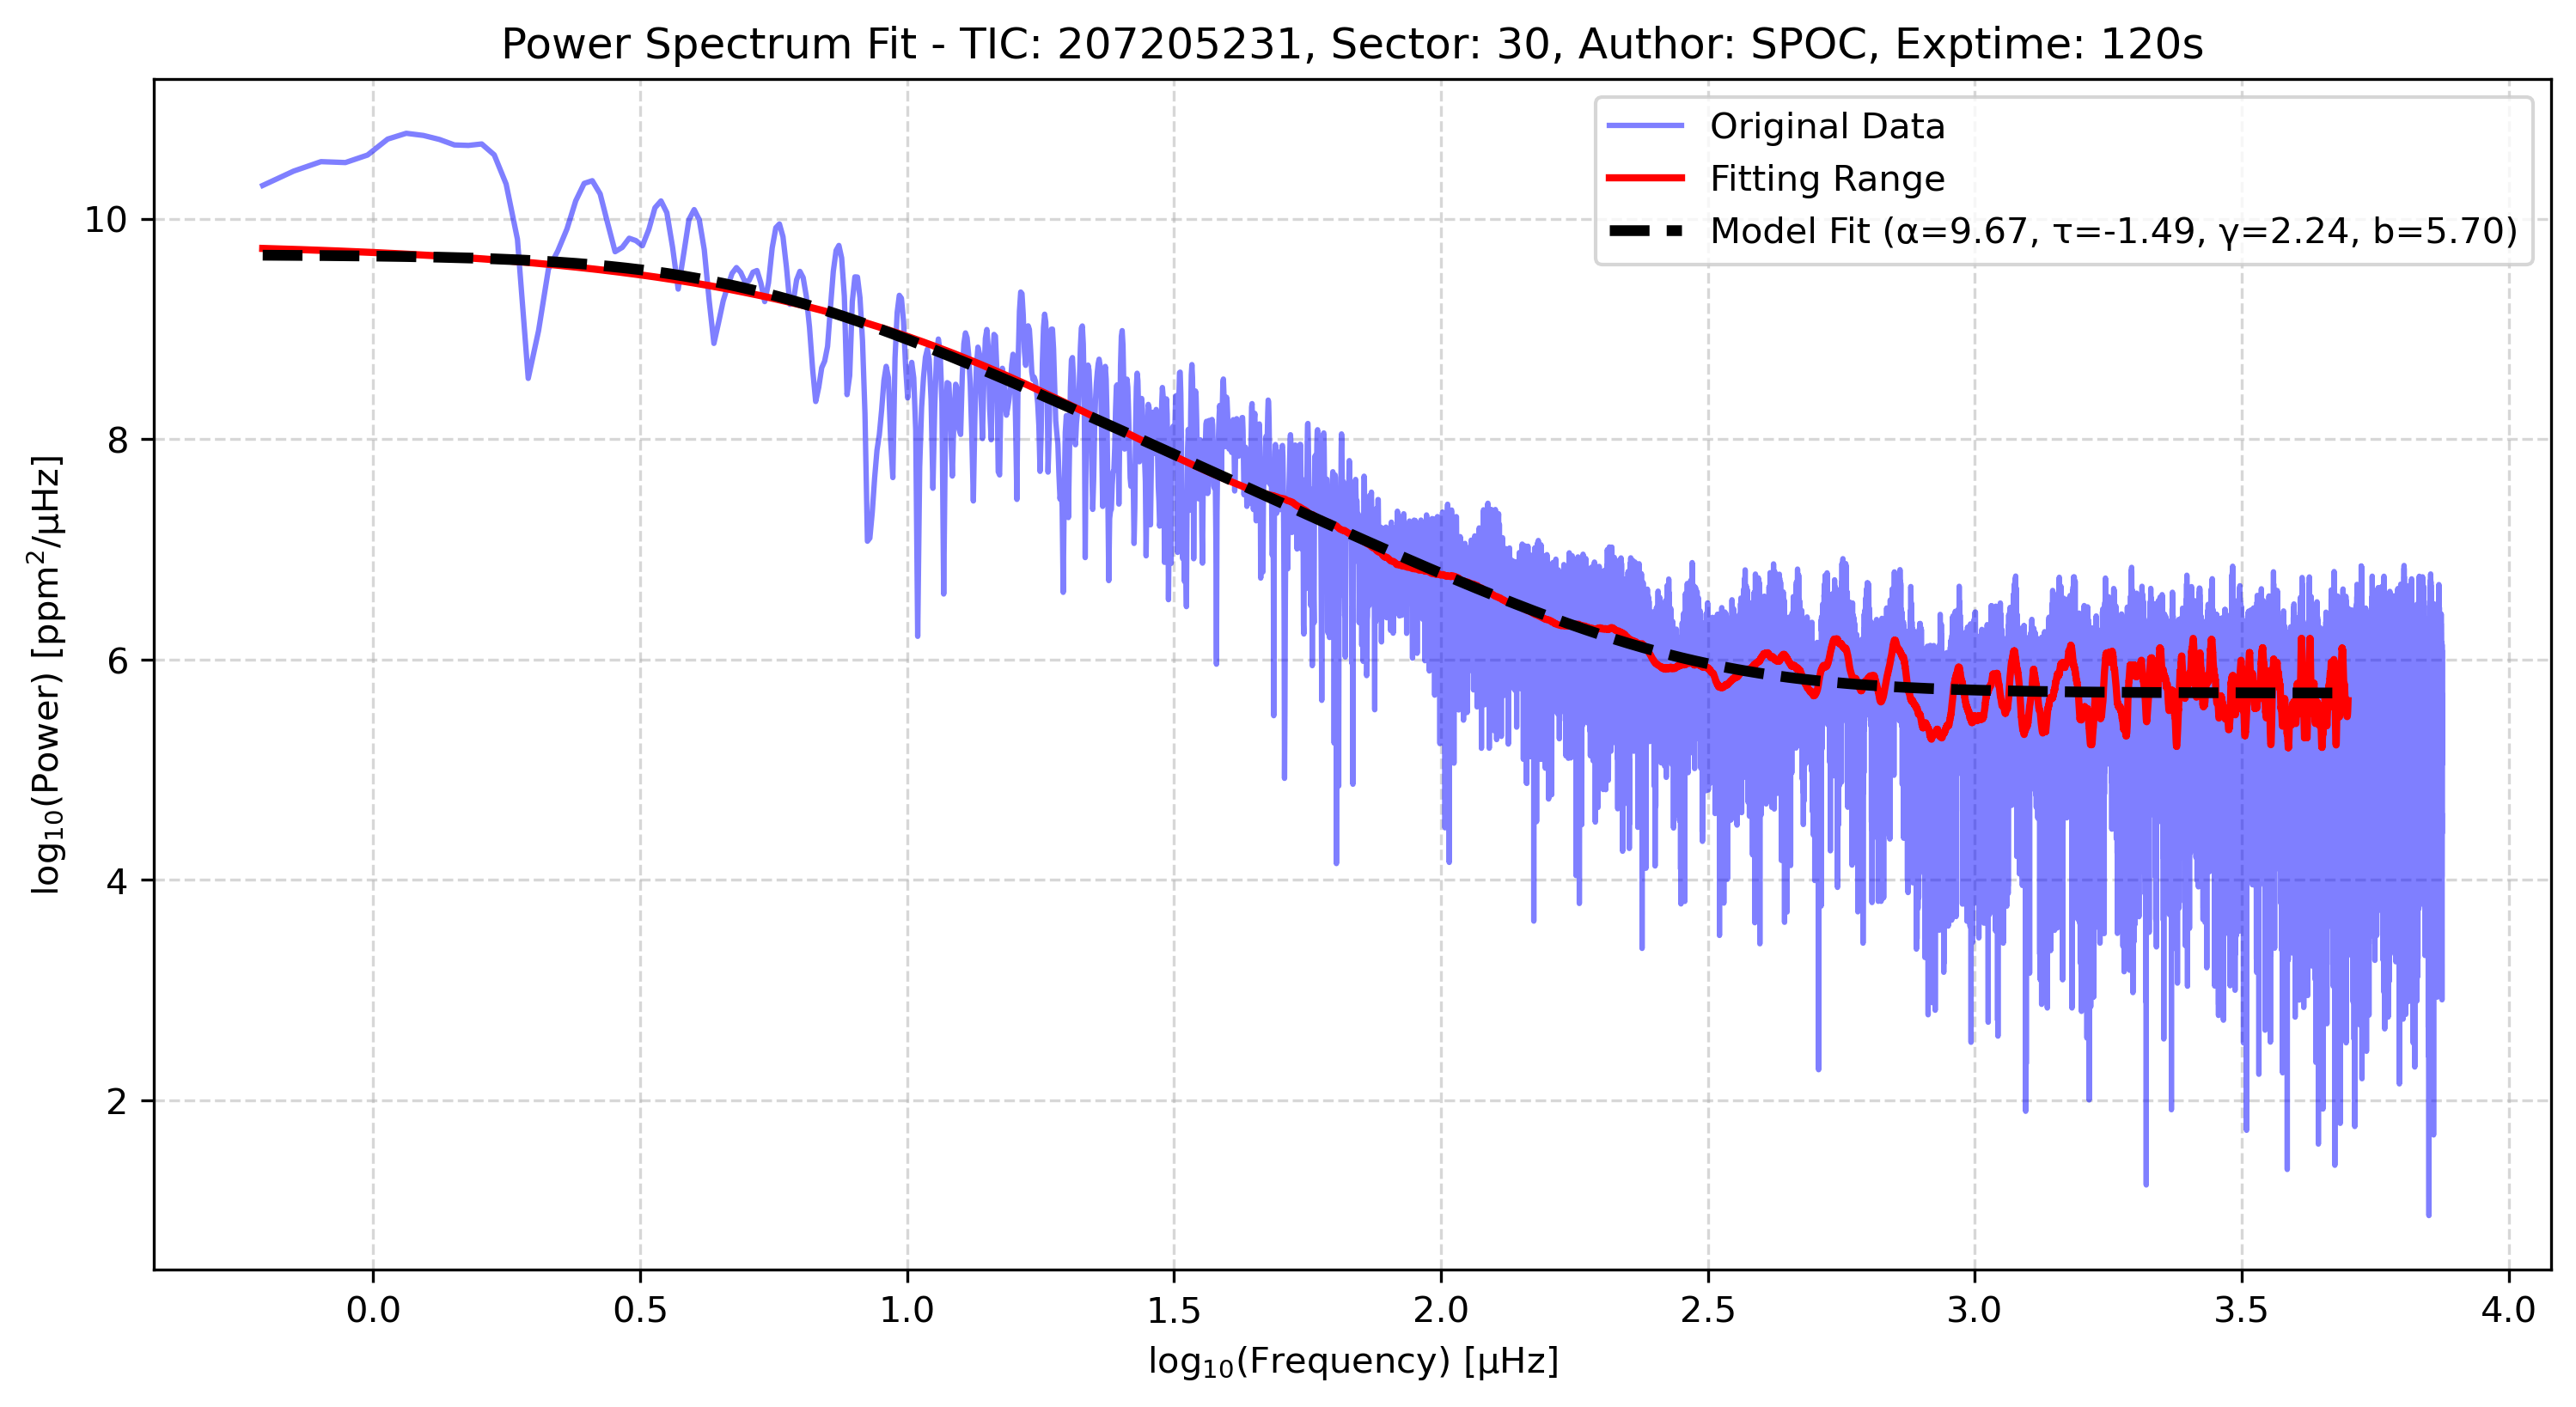 Power Spectrum Fit - TIC: 207205231, Sector: 30, Author: SPOC, Exptime: 120s
Original Data
Fitting Range
Model Fit (α=9.67, τ=-1.49, γ=2.24, b=5.70)
log₁₀(Power) [ppm²/μHz]
10
8
6
4
2
0.0 0.5 1.0 1.5 2.0 2.5 3.0 3.5 4.0
log₁₀(Frequency) [μHz]